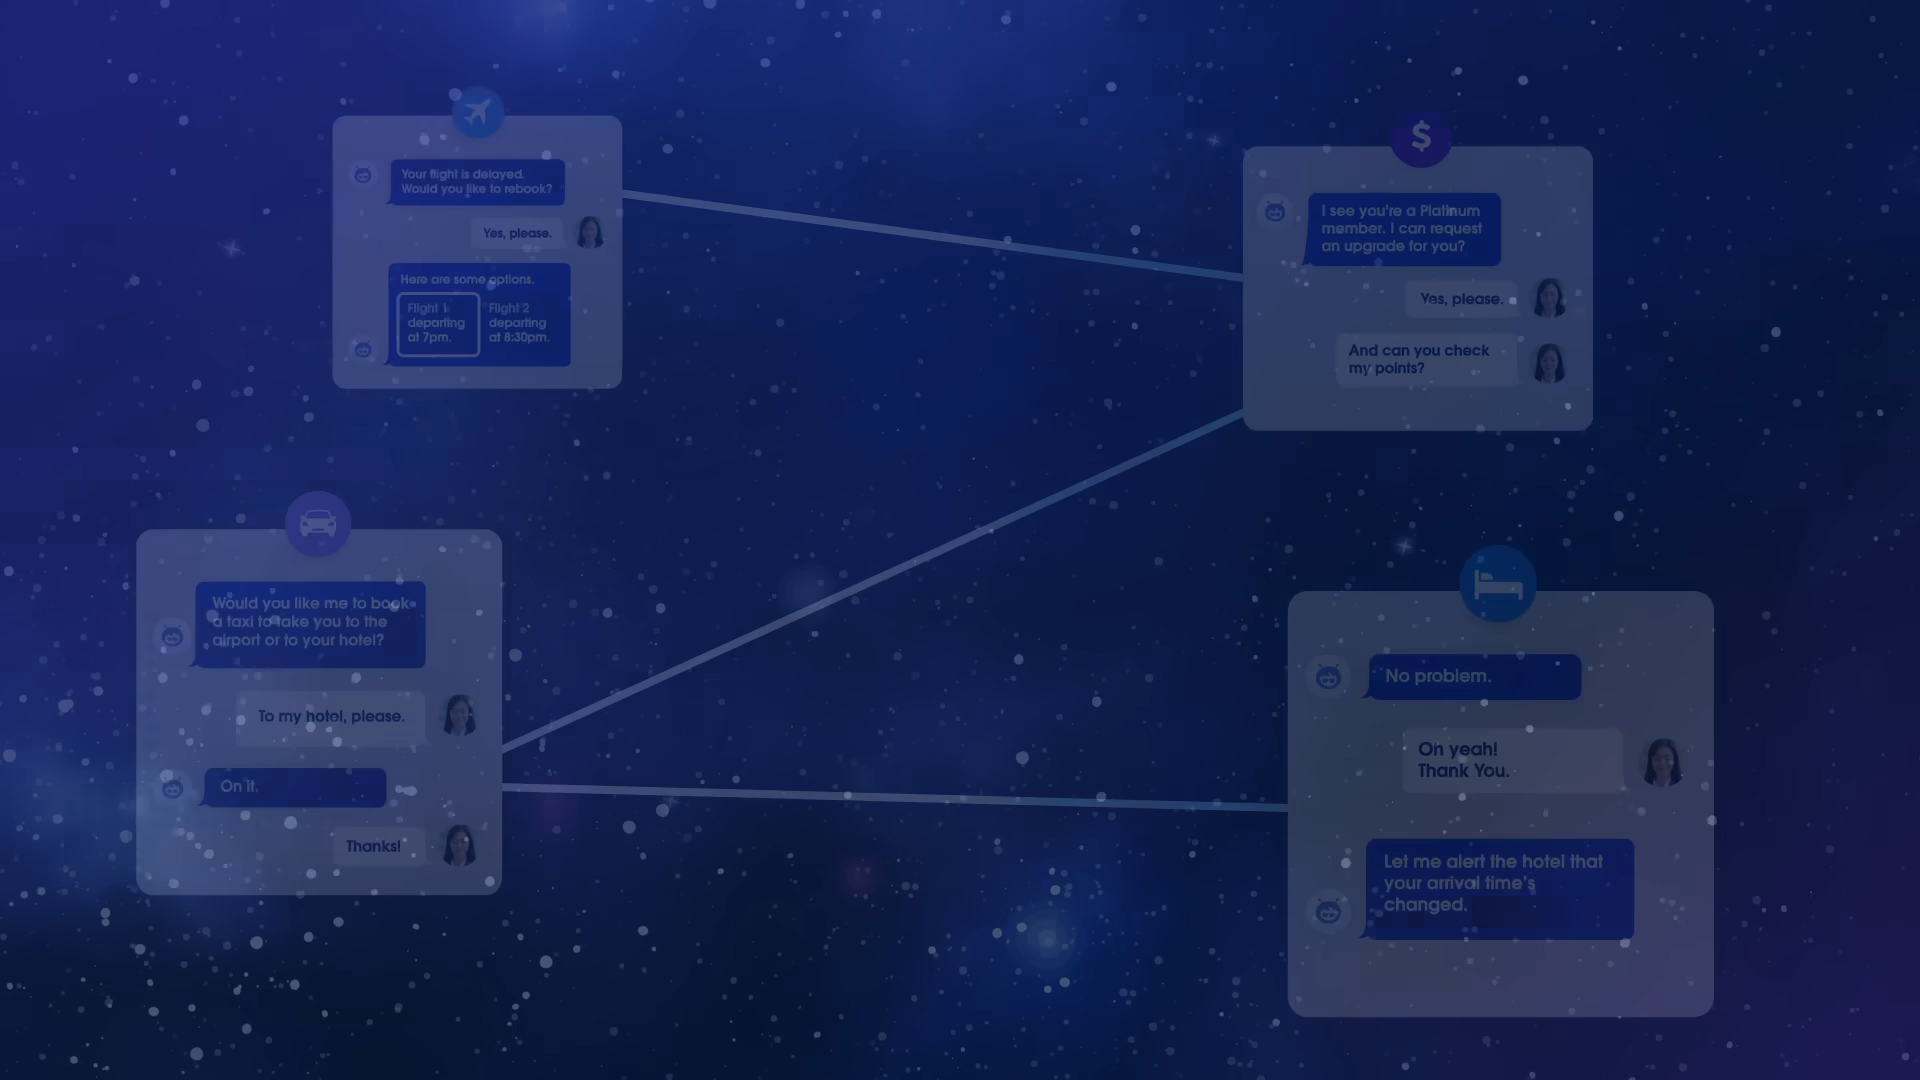 Your flight is delayed.
Would you like to rebook?
Yes, please.
Here are some options.
Flight 1
departing
at 7pm.
Flight 2
departing
at 8:30pm.
$
I see you're a Platinum
member. I can request
an upgrade for you?
Yes, please.
And can you check
my points?
Would you like me to book
a taxi to take you to the
airport or to your hotel?
To my hotel, please.
On it.
Thanks!
No problem.
On yeah!
Thank You.
Let me alert the hotel that
your arrival time's
changed.